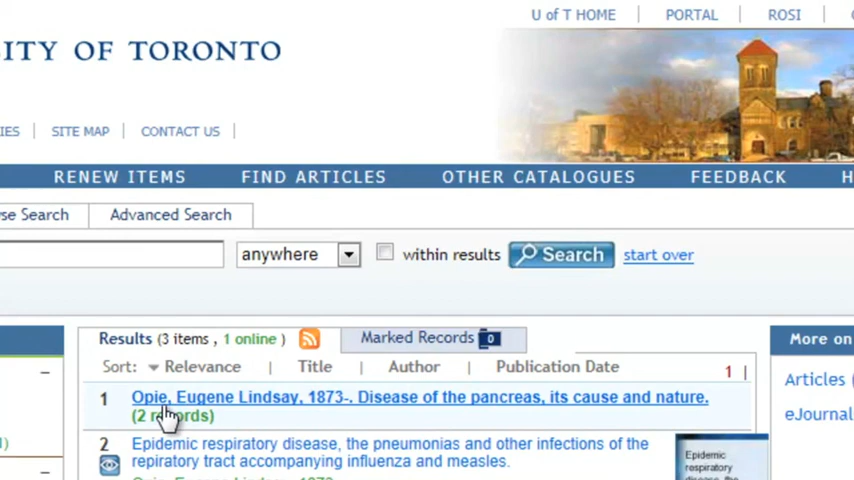 U of T HOME | PORTAL | ROSI |
ITY OF TORONTO
IES | SITE MAP | CONTACT US |
RENEW ITEMS | FIND ARTICLES | OTHER CATALOGUES | FEEDBACK | H
se Search | Advanced Search
anywhere within results Search start over
Results (3 items , 1 online ) Marked Records 0
More on
Sort: Relevance | Title | Author | Publication Date 1 |
Articles (
1 Opie, Eugene Lindsay, 1873-. Disease of the pancreas, its cause and nature.
(2 records)
eJournal
2 Epidemic respiratory disease, the pneumonias and other infections of the
repiratory tract accompanying influenza and measles.
Epidemic
respiratory
disease, the